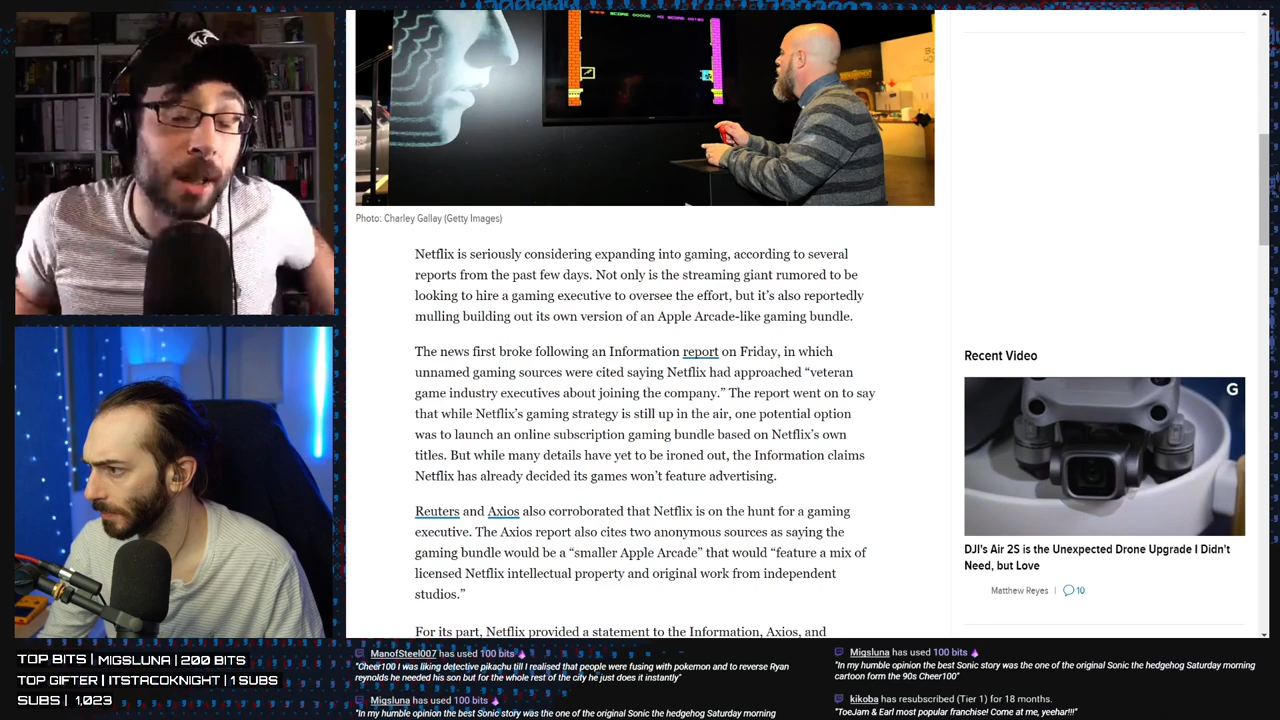 Photo: Charley Gallay (Getty Images)
Netflix is seriously considering expanding into gaming, according to several
reports from the past few days. Not only is the streaming giant rumored to be
looking to hire a gaming executive to oversee the effort, but it's also reportedly
mulling building out its own version of an Apple Arcade-like gaming bundle.
The news first broke following an Information report on Friday, in which
unnamed gaming sources were cited saying Netflix had approached “veteran
game industry executives about joining the company.” The report went on to say
that while Netflix's gaming strategy is still up in the air, one potential option
was to launch an online subscription gaming bundle based on Netflix's own
titles. But while many details have yet to be ironed out, the Information claims
Netflix has already decided its games won't feature advertising.
Reuters and Axios also corroborated that Netflix is on the hunt for a gaming
executive. The Axios report also cites two anonymous sources as saying the
gaming bundle would be a “smaller Apple Arcade” that would “feature a mix of
licensed Netflix intellectual property and original work from independent
studios.”
For its part, Netflix provided a statement to the Information, Axios, and
Recent Video
G
DJI's Air 2S is the Unexpected Drone Upgrade I Didn't
Need, but Love
Matthew Reyes | 10
TOP BITS | MIGSLUNA | 200 BITS
TOP GIFTER | ITSTACOKNIGHT | 1 SUBS
SUBS | 1,023
ManofSteel007 has used 100 bits
"Cheer100 I was liking detective pikachu till I realised that people were fusing with pokemon and to reverse Ryan
reynolds he needed his son but for the whole rest of the city he just does it instantly"
Migsluna has used 100 bits
"In my humble opinion the best Sonic story was the one of the original Sonic the hedgehog Saturday morning
Migsluna has used 100 bits
"In my humble opinion the best Sonic story was the one of the original Sonic the hedgehog Saturday morning
cartoon form the 90s Cheer100"
kikoba has resubscribed (Tier 1) for 18 months.
"ToeJam & Earl most popular franchise! Come at me, yeehar!!!"